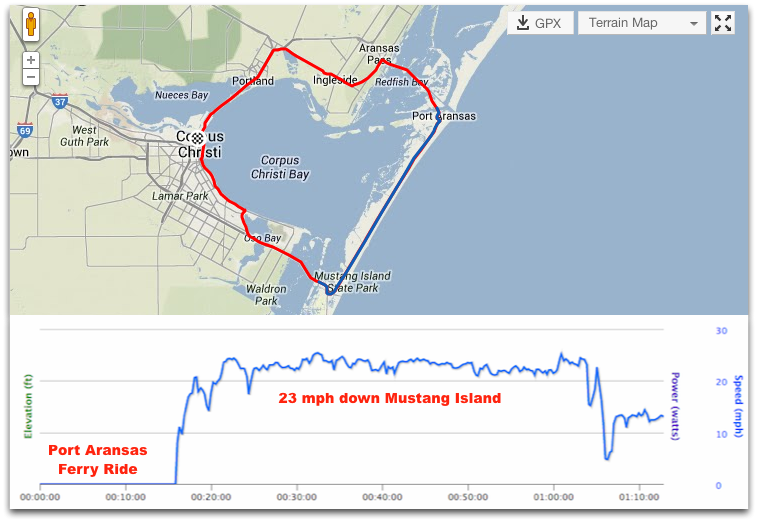 GPX
Terrain Map
Aransas
Pass
Portland
Ingleside
Redfish Bay
Nueces Bay
37
Port Aransas
69
West
Guth Park
Corpus
Christi
own
Corpus
Christi Bay
Lamar Park
Oso Bay
Mustang Island
State Park
Waldron
Park
30
20
10
0
Elevation (ft)
Power (watts)
Speed (mph)
23 mph down Mustang Island
Port Aransas
Ferry Ride
00:00:00
00:10:00
00:20:00
00:30:00
00:40:00
00:50:00
01:00:00
01:10:00